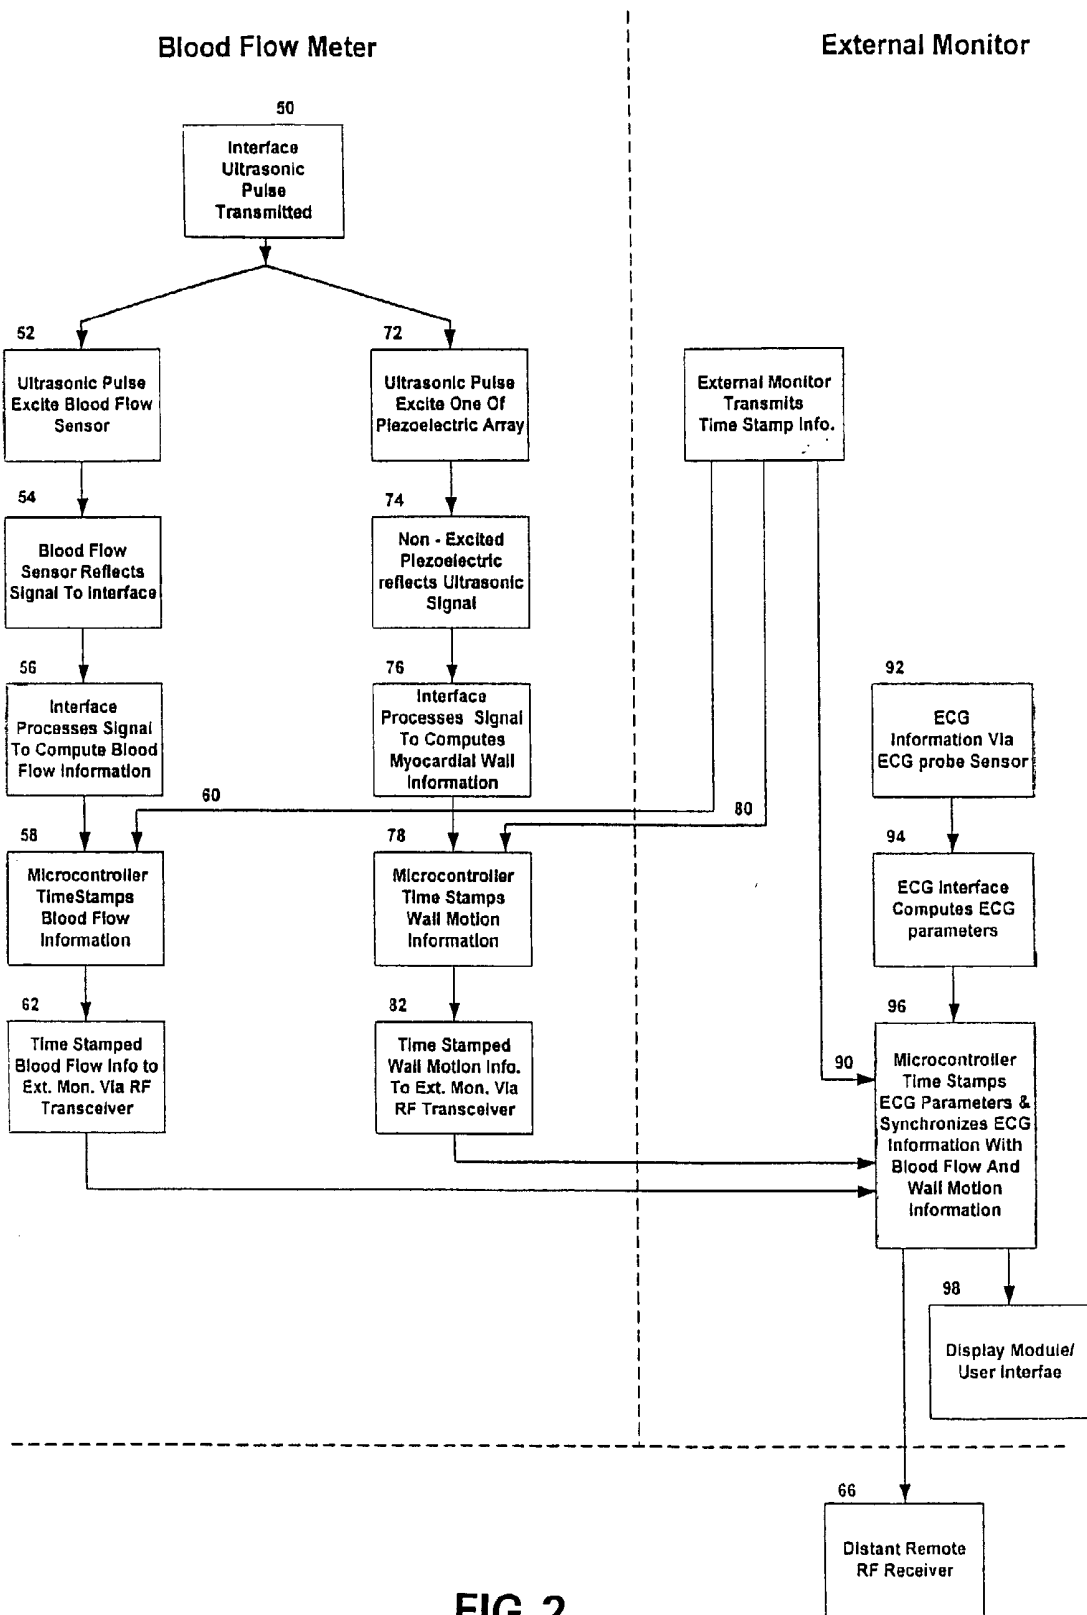 Blood Flow Meter
External Monitor
50
Interface
Ultrasonic
Pulse
Transmitted
52
Ultrasonic Pulse
Excite Blood Flow
Sensor
72
Ultrasonic Pulse
Excite One Of
Piezoelectric Array
External Monitor
Transmits
Time Stamp Info.
54
Blood Flow
Sensor Reflects
Signal To Interface
74
Non - Excited
Piezoelectric
reflects Ultrasonic
Signal
56
Interface
Processes Signal
To Compute Blood
Flow Information
76
Interface
Processes Signal
To Computes
Myocardial Wall
Information
92
ECG
Information Via
ECG probe Sensor
60
80
58
Microcontroller
TimeStamps
Blood Flow
Information
78
Microcontroller
Time Stamps
Wall Motion
Information
94
ECG Interface
Computes ECG
parameters
62
Time Stamped
Blood Flow Info to
Ext. Mon. Via RF
Transceiver
82
Time Stamped
Wall Motion Info.
To Ext. Mon. Via
RF Transceiver
90
96
Microcontroller
Time Stamps
ECG Parameters &
Synchronizes ECG
Information With
Blood Flow And
Wall Motion
Information
98
Display Module/
User Interfae
66
Distant Remote
RF Receiver
FIG. 2